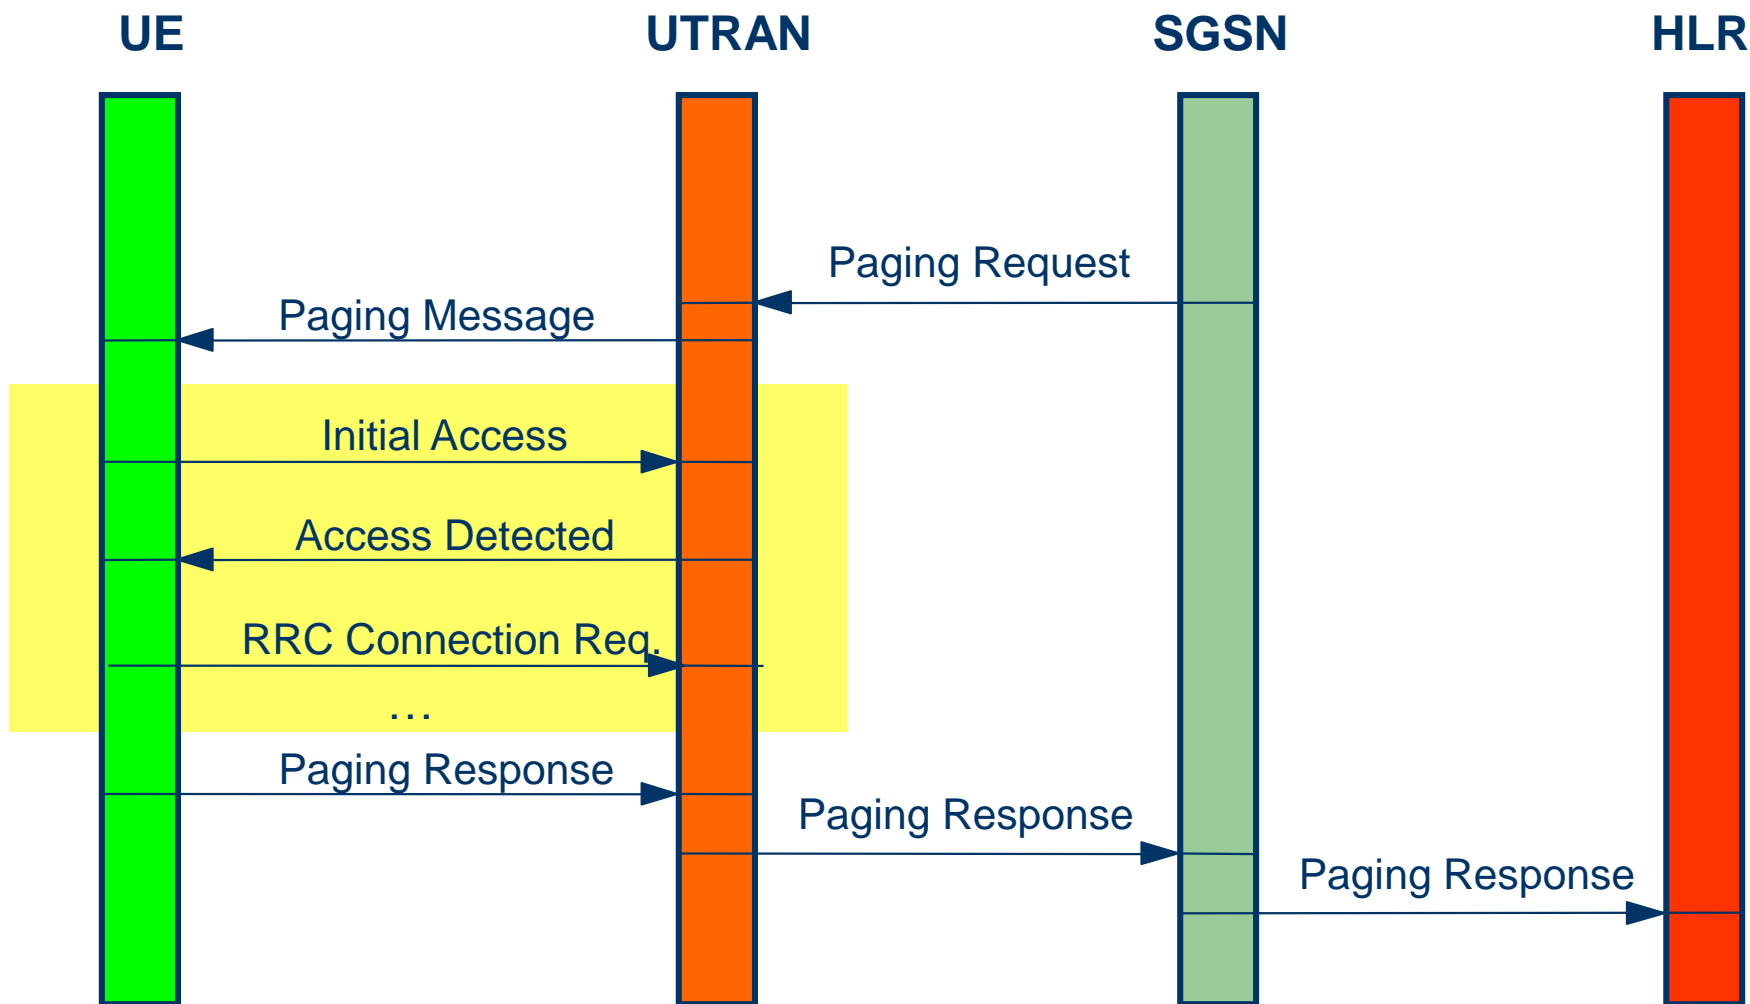 UE
UTRAN
SGSN
HLR
Paging Request
Paging Message
Initial Access
Access Detected
RRC Connection Req.
...
Paging Response
Paging Response
Paging Response